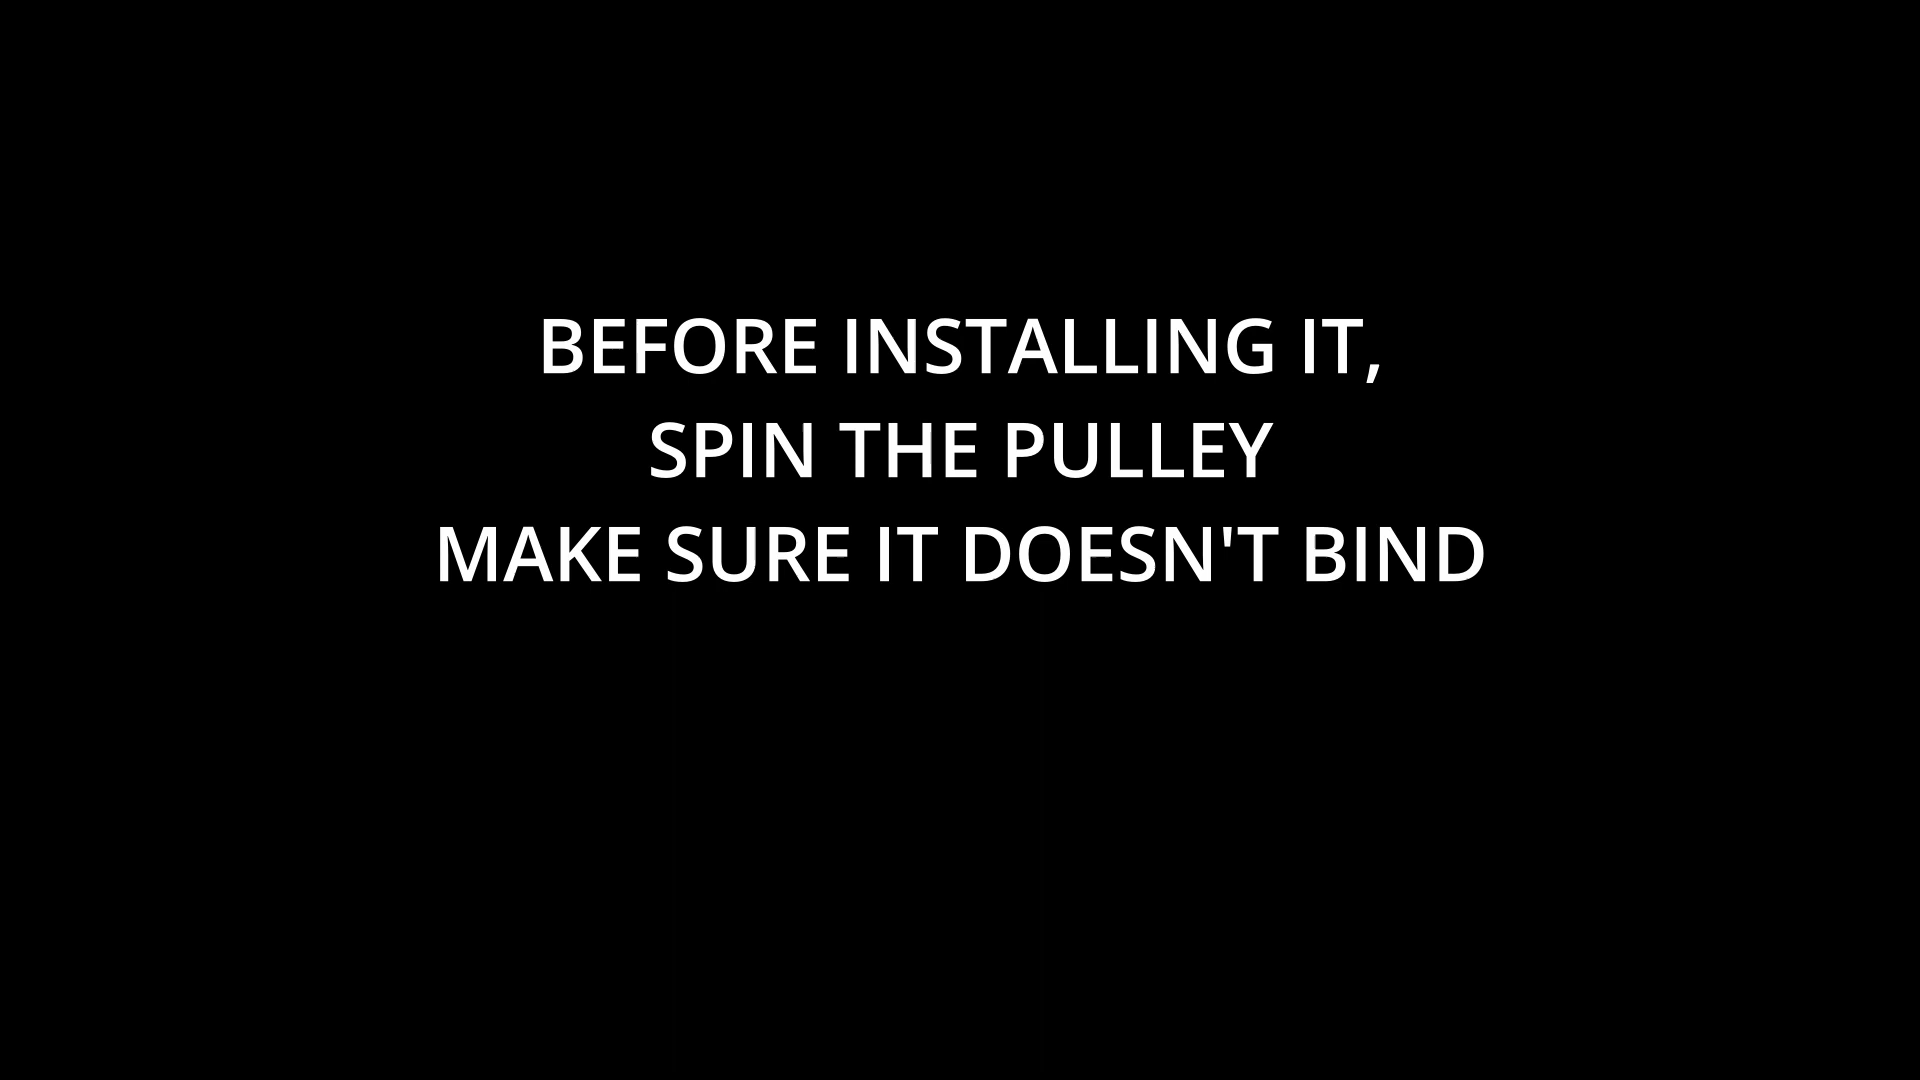 BEFORE INSTALLING IT,
SPIN THE PULLEY
MAKE SURE IT DOESN'T BIND